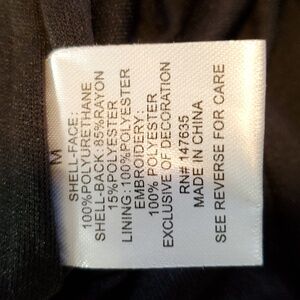 M
SHELL-FACE:
100%POLYURETHANE
SHELL-BACK:85%RAYON
15%POLYESTER
LINING:100%POLYESTER
EMBROIDERY:
100% POLYESTER
EXCLUSIVE OF DECORATION
RN# 147635
MADE IN CHINA
SEE REVERSE FOR CARE